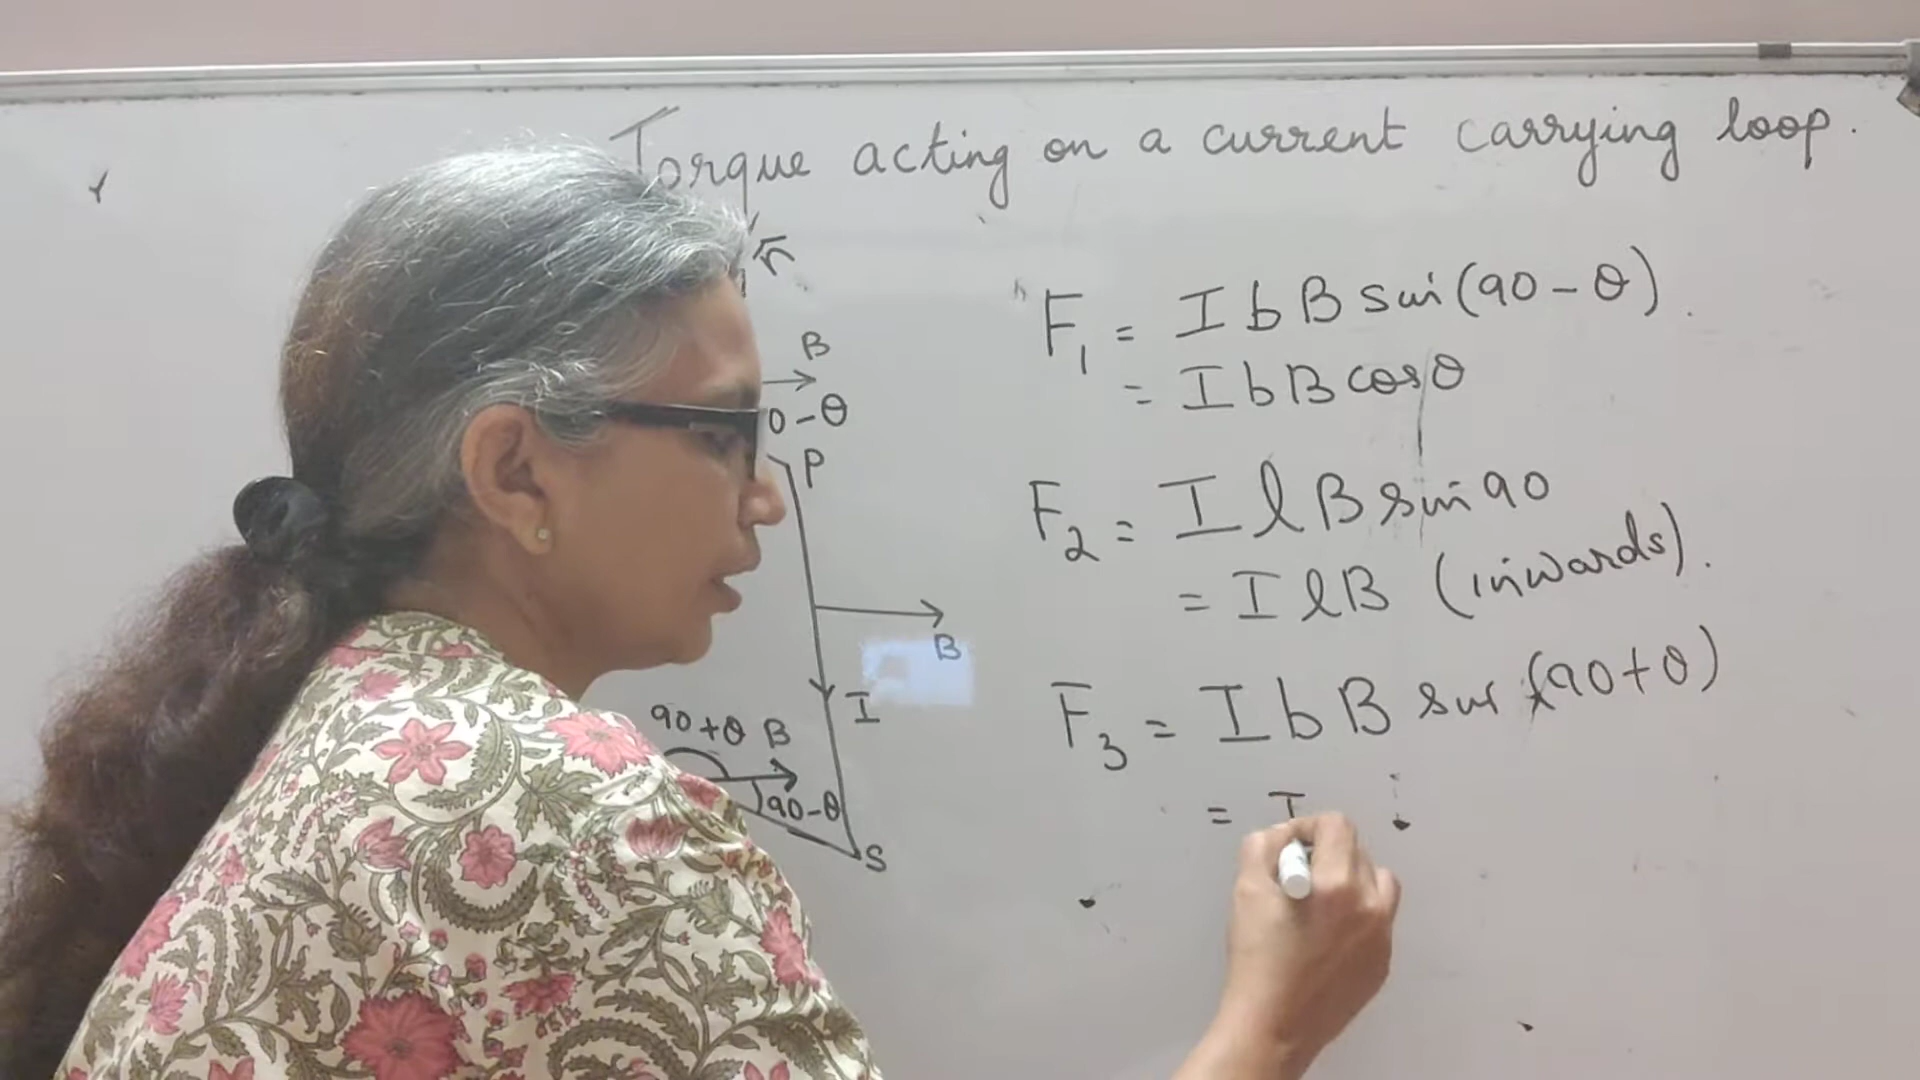 Torque acting on a current carrying loop.
B
0-θ
P
B
I
90+θ B
90-θ
S
F1 = I b B sin(90-θ).
= I b B cosθ
F2 = I l B sin 90
= I l B (inwards).
F3 = I b B sin (90+θ)
= I